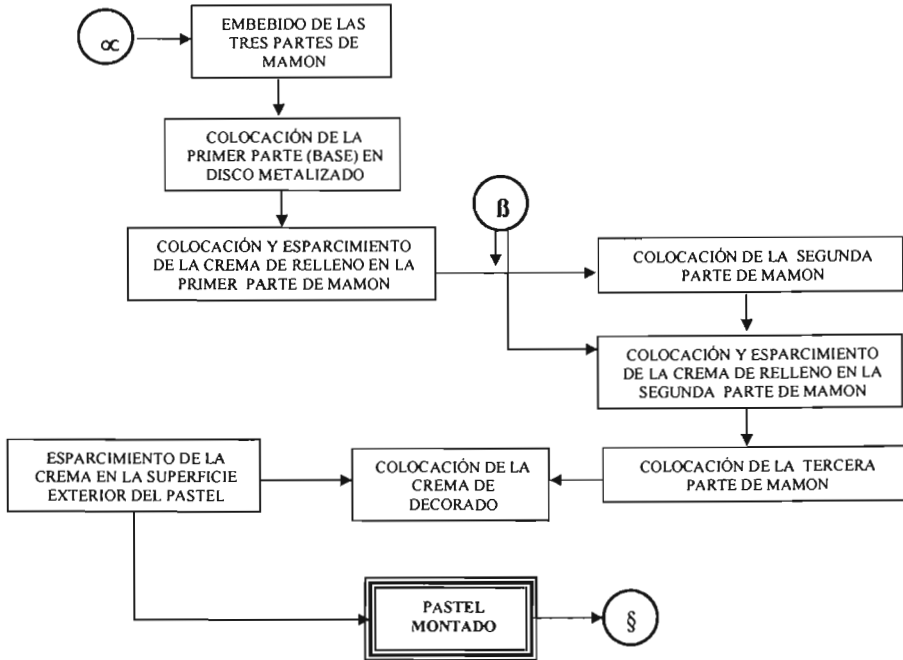 ∝
EMBEBIDO DE LAS
TRES PARTES DE
MAMON
COLOCACIÓN DE LA
PRIMER PARTE (BASE) EN
DISCO METALIZADO
ß
COLOCACIÓN Y ESPARCIMIENTO
DE LA CREMA DE RELLENO EN LA
PRIMER PARTE DE MAMON
COLOCACIÓN DE LA SEGUNDA
PARTE DE MAMON
COLOCACIÓN Y ESPARCIMIENTO
DE LA CREMA DE RELLENO EN LA
SEGUNDA PARTE DE MAMON
COLOCACIÓN DE LA TERCERA
PARTE DE MAMON
COLOCACIÓN DE LA
CREMA DE
DECORADO
ESPARCIMIENTO DE LA
CREMA EN LA SUPERFICIE
EXTERIOR DEL PASTEL
PASTEL
MONTADO
§